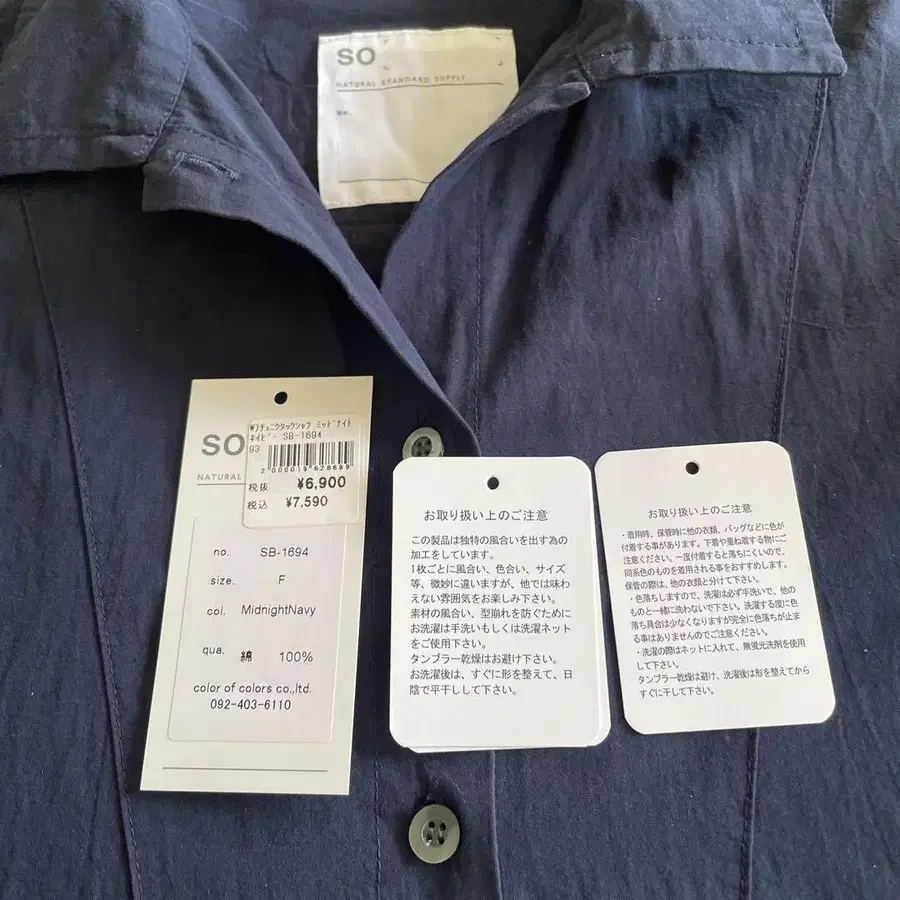 SO
NATURAL STANDARD SUPPLY.
No.
SO
NATURAL
W)チュニクタックシャツ ミッドナイト
ネイビー SB-1694
93
2 000019 628699
税抜 ¥6,900
税込 ¥7,590
no. SB-1694
size. F
col. MidnightNavy
qua. 綿 100%
color of colors co.,ltd.
092-403-6110
お取り扱い上のご注意
この製品は独特の風合いを出す為の
加工をしています。
1枚ごとに風合い、色合い、サイズ
等、微妙に違いますが、他では味わ
えない雰囲気をお楽しみ下さい。
素材の風合い、型崩れを防ぐために
お洗濯は手洗いもしくは洗濯ネット
をご使用下さい。
タンブラー乾燥はお避け下さい。
お洗濯後は、すぐに形を整えて、日
陰で平干しして下さい。
お取り扱い上のご注意
・着用時、保管時に他の衣類、バッグなどに色が
付着する事があります。下着や重ね着する物にご
注意ください。一度付着すると落ちにくいので、
同系色のものを着用される事をおすすめします。
保管の際は、他の衣類と分けて下さい。
・色落ちしますので、洗濯は必ず手洗いで、他の
ものと一緒に洗わないで下さい。洗濯する度に色
落ち具合は少なくなりますが完全に色落ちが止ま
る事はありませんのでご注意ください。
・洗濯の際はネットに入れて、無蛍光洗剤を使用
して下さい。
タンブラー乾燥は避け、洗濯後は形を整えてから
すぐに干して下さい。